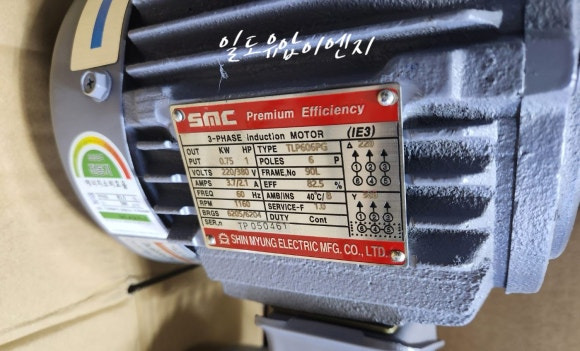 일도유압이엔지
SMC Premium Efficiency
3-PHASE induction MOTOR (IE3)
OUT PUT KW 0.75 HP 1 TYPE TLP606PG
POLES 6 P
VOLTS 220/380 V FRAME.No 90L
AMPS 3.7/2.1 A EFF 82.5 %
FREQ 60 Hz AMB/INS 40℃/B
RPM 1160 SERVICE-F 1.0
BRGS 6205/6204 DUTY Cont
SER.n TP050461
△ 220
SHIN MYUNG ELECTRIC MFG. CO., LTD.